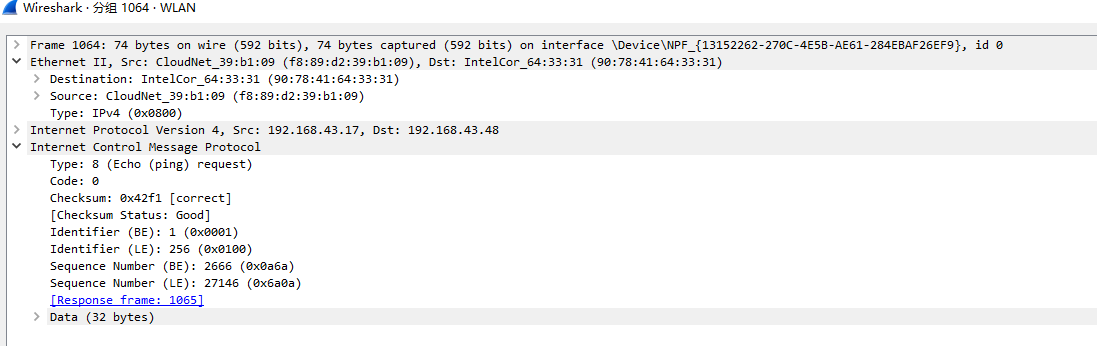 Wireshark · 分组 1064 · WLAN
Frame 1064: 74 bytes on wire (592 bits), 74 bytes captured (592 bits) on interface \Device\NPF_{13152262-270C-4E5B-AE61-284EBAF26EF9}, id 0
Ethernet II, Src: CloudNet_39:b1:09 (f8:89:d2:39:b1:09), Dst: IntelCor_64:33:31 (90:78:41:64:33:31)
Destination: IntelCor_64:33:31 (90:78:41:64:33:31)
Source: CloudNet_39:b1:09 (f8:89:d2:39:b1:09)
Type: IPv4 (0x0800)
Internet Protocol Version 4, Src: 192.168.43.17, Dst: 192.168.43.48
Internet Control Message Protocol
Type: 8 (Echo (ping) request)
Code: 0
Checksum: 0x42f1 [correct]
[Checksum Status: Good]
Identifier (BE): 1 (0x0001)
Identifier (LE): 256 (0x0100)
Sequence Number (BE): 2666 (0x0a6a)
Sequence Number (LE): 27146 (0x6a0a)
[Response frame: 1065]
Data (32 bytes)